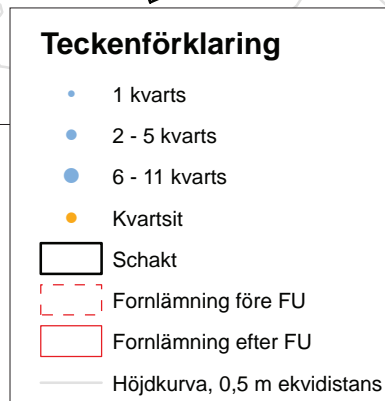 Teckenförklaring
1 kvarts
2 - 5 kvarts
6 - 11 kvarts
Kvartsit
Schakt
Fornlämning före FU
Fornlämning efter FU
Höjdkurva, 0,5 m ekvidistans